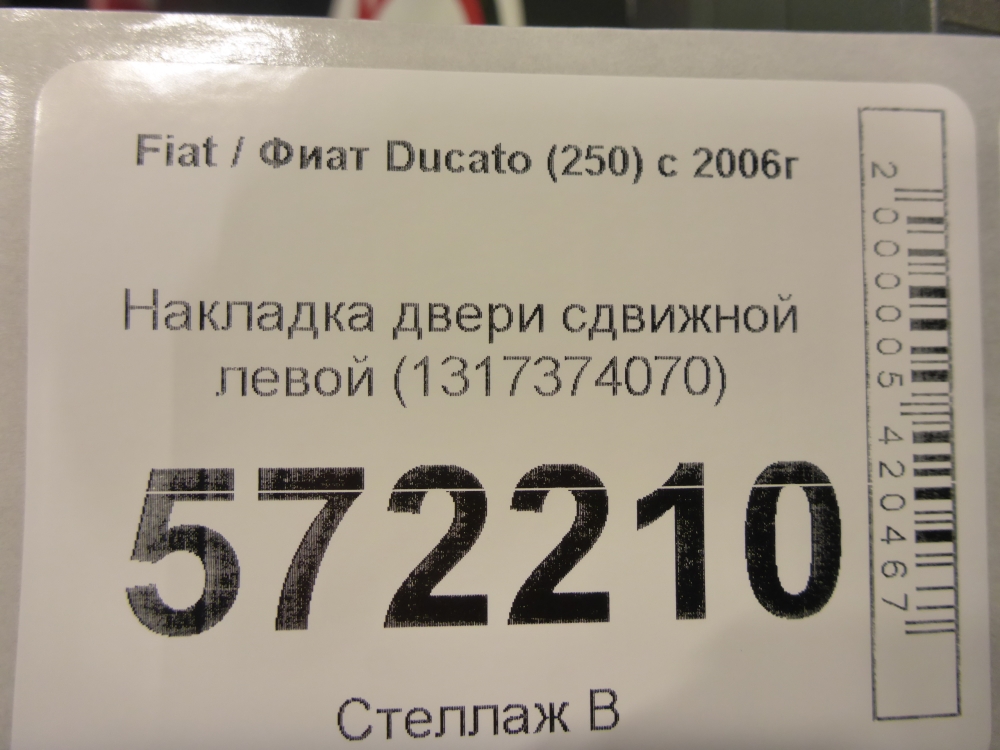 Fiat / Фиат Ducato (250) с 2006г
Накладка двери сдвижной
левой (1317374070)
572210
Стеллаж В
2000005420467